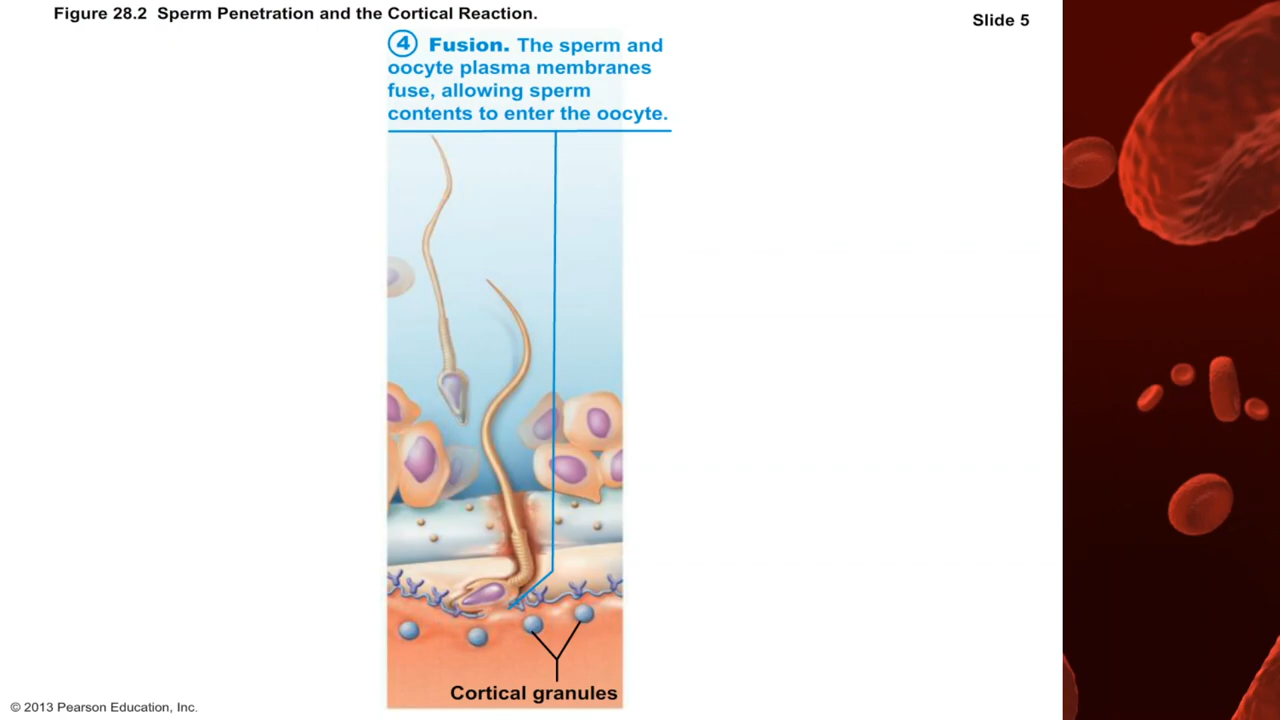 Figure 28.2 Sperm Penetration and the Cortical Reaction.
Slide 5
4 Fusion. The sperm and
oocyte plasma membranes
fuse, allowing sperm
contents to enter the oocyte.
Cortical granules
© 2013 Pearson Education, Inc.